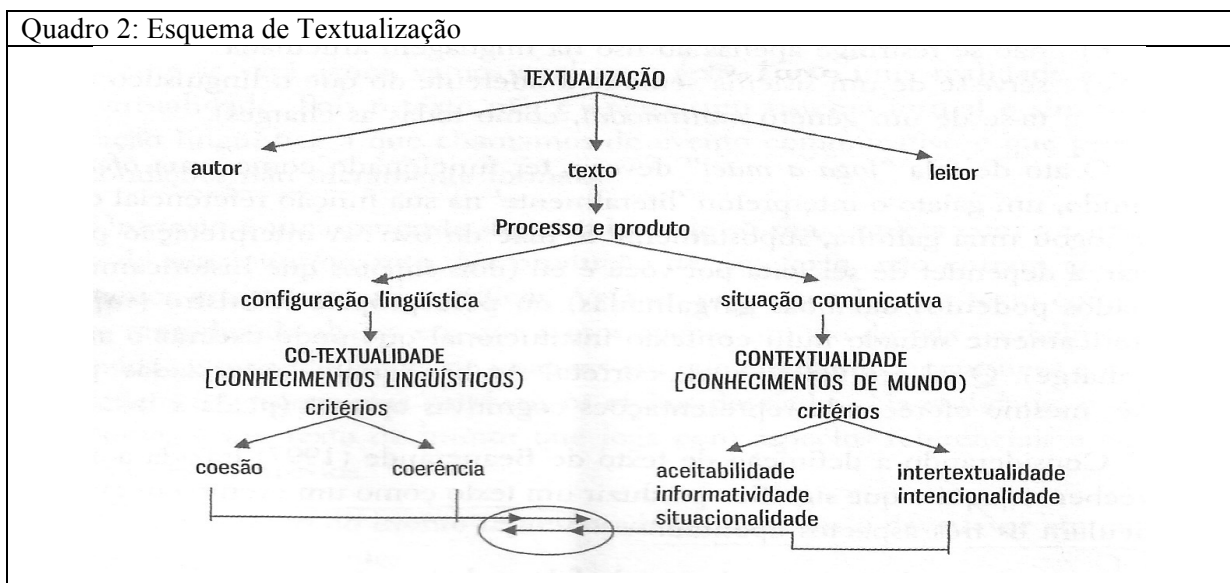 Quadro 2: Esquema de Textualização
TEXTUALIZAÇÃO
autor texto leitor
Processo e produto
configuração lingüística situação comunicativa
CO-TEXTUALIDADE CONTEXTUALIDADE
[CONHECIMENTOS LINGÜÍSTICOS) [CONHECIMENTOS DE MUNDO)
critérios critérios
coesão coerência aceitabilidade intertextualidade
informatividade intencionalidade
situacionalidade